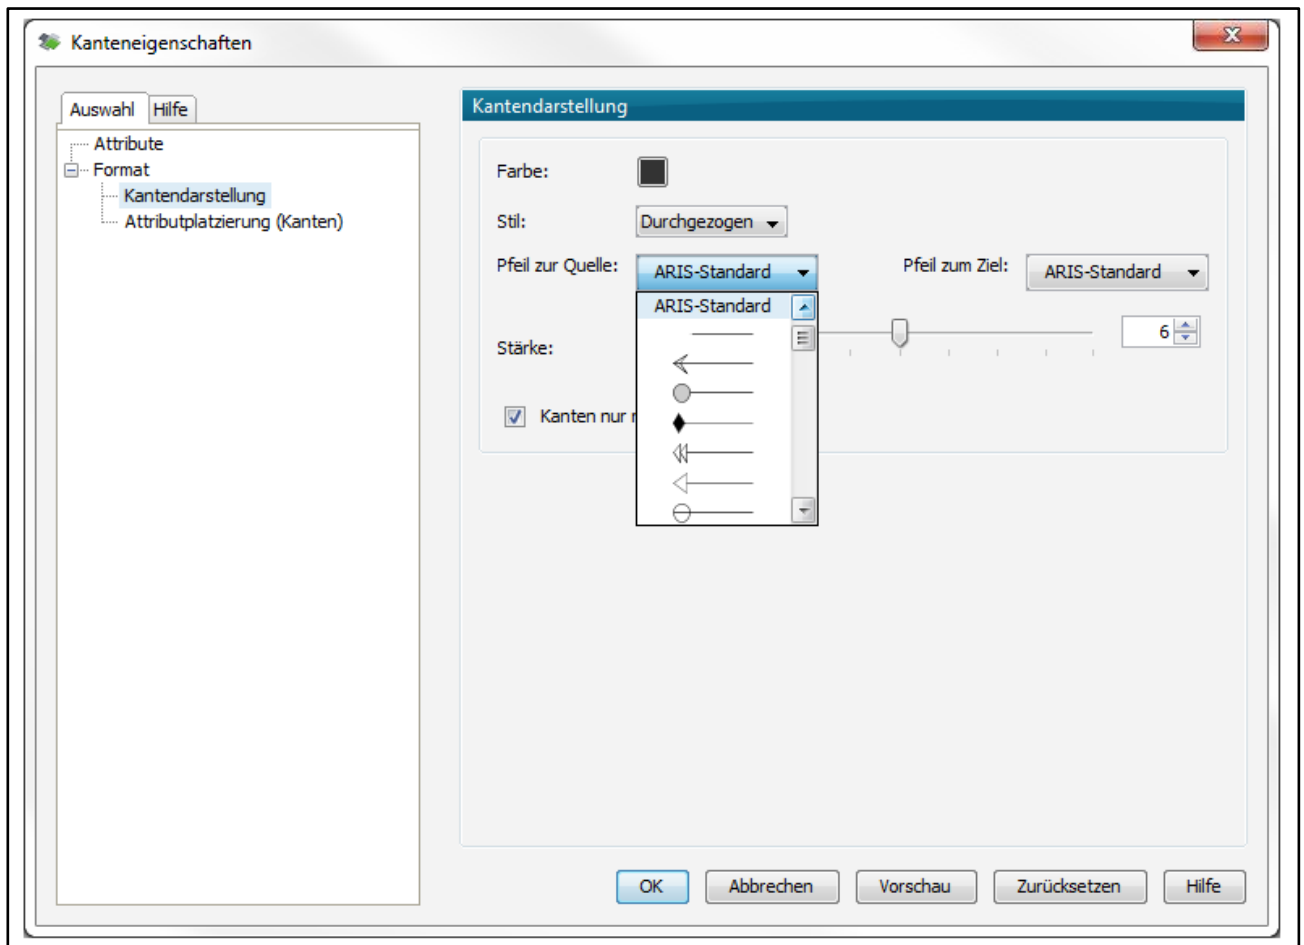 Kanteneigenschaften
Auswahl Hilfe
Attribute
Format
Kantendarstellung
Attributplatzierung (Kanten)
Kantendarstellung
Farbe:
Stil: Durchgezogen
Pfeil zur Quelle: ARIS-Standard Pfeil zum Ziel: ARIS-Standard
ARIS-Standard
Stärke: 6
Kanten nur
OK Abbrechen Vorschau Zurücksetzen Hilfe